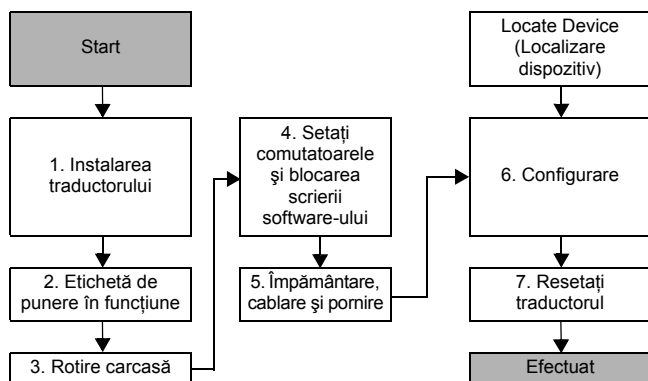 Start
1. Instalarea
traductorului
2. Etichetă de
punere în funcțiune
3. Rotire carcasă
4. Setați
comutatoarele
şi blocarea
scrierii
software-ului
5. Împământare,
cablare şi pornire
Locate Device
(Localizare
dispozitiv)
6. Configurare
7. Resetați
traductorul
Efectuat